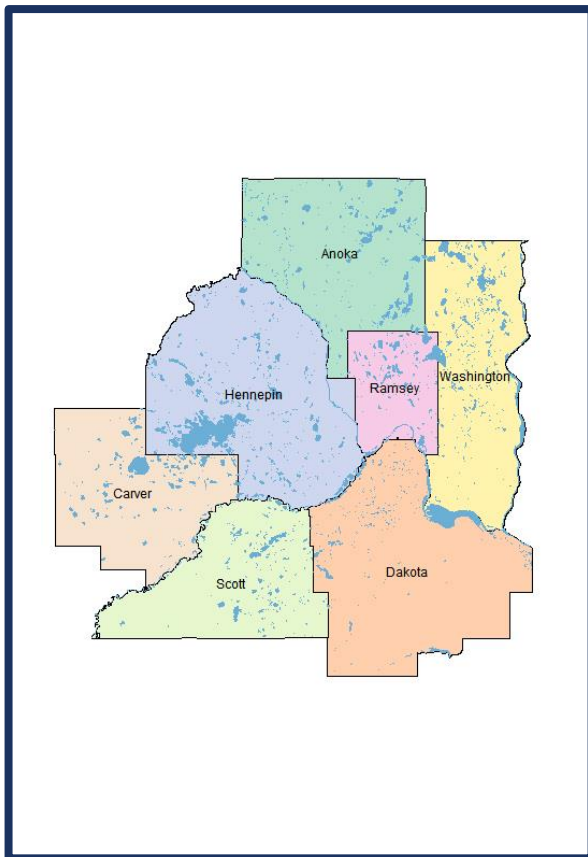 Anoka
Hennepin
Ramsey
Washington
Carver
Scott
Dakota